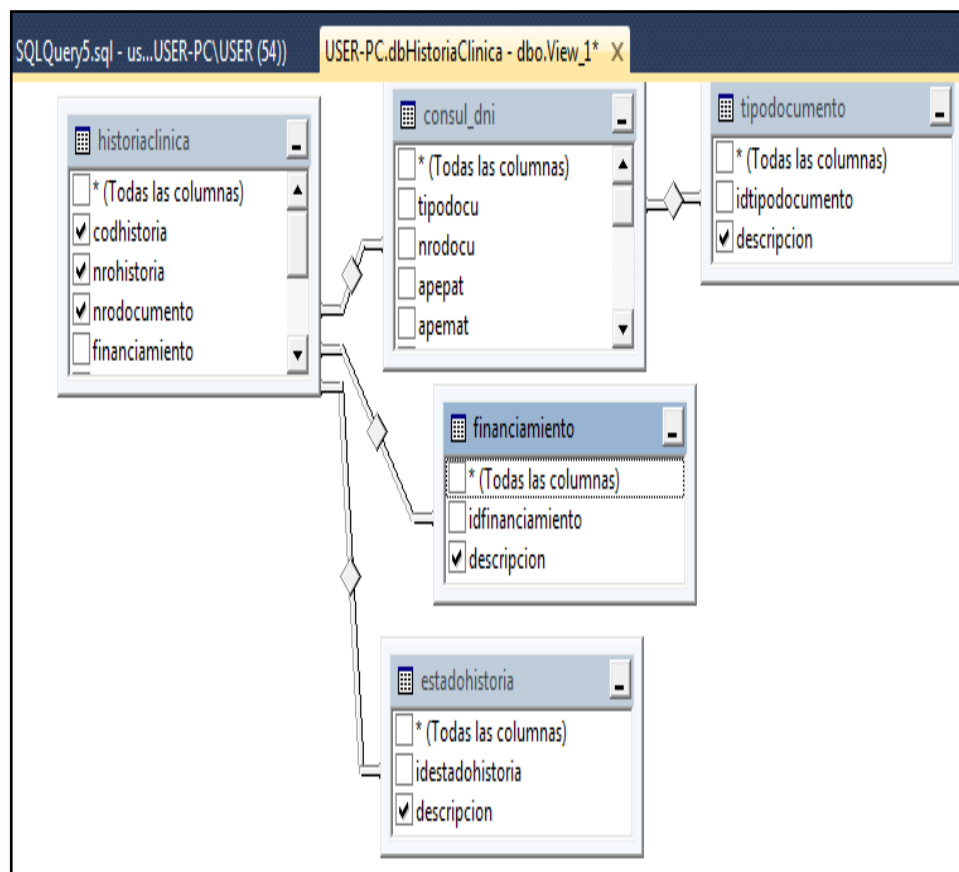 SQLQuery5.sql - us...USER-PC\USER (54))
USER-PC.dbHistoriaClinica - dbo.View_1*
historiaclinica
* (Todas las columnas)
codhistoria
nrohistoria
nrodocumento
financiamiento
consul_dni
* (Todas las columnas)
tipodocu
nrodocu
apepat
apemat
tipodocumento
* (Todas las columnas)
idtipodocumento
descripcion
financiamiento
* (Todas las columnas)
idfinanciamiento
descripcion
estadohistoria
* (Todas las columnas)
idestadohistoria
descripcion